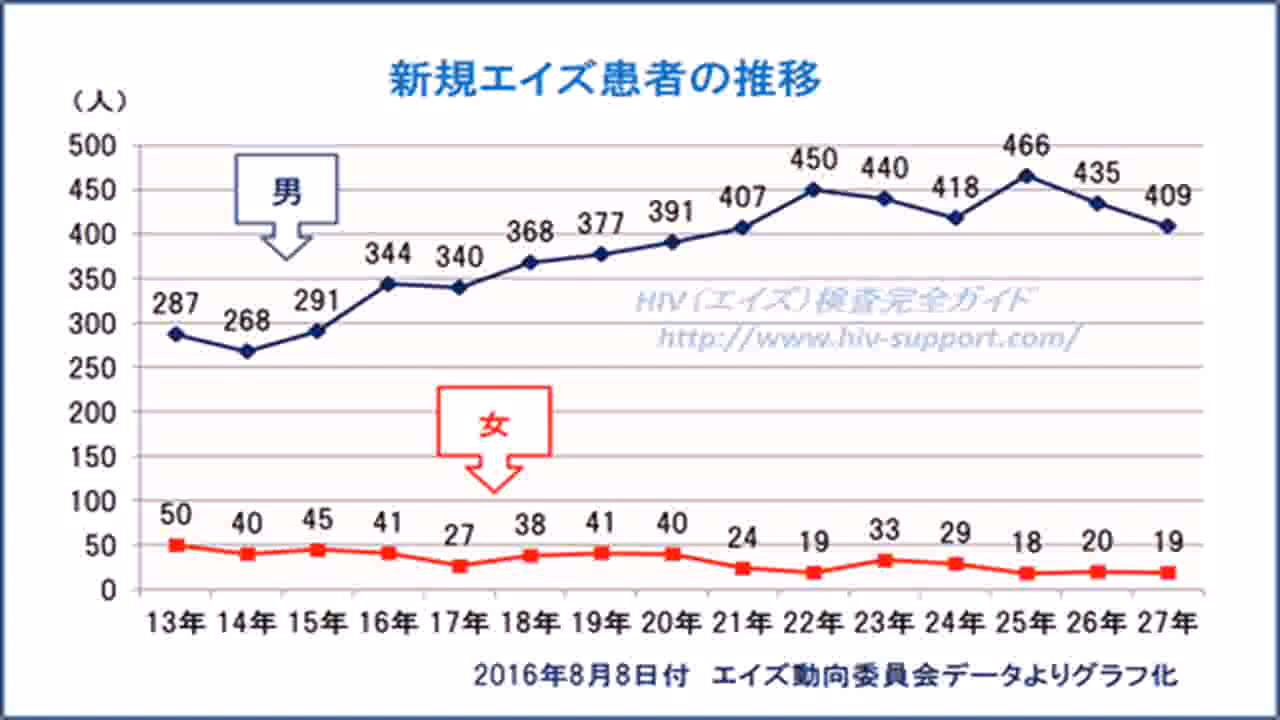 新規エイズ患者の推移
（人）
500
450
400
350
300
250
200
150
100
50
0
男
287 268 291 344 340 368 377 391 407 450 440 418 466 435 409
HIV（エイズ）検査完全ガイド
http://www.hiv-support.com/
女
50 40 45 41 27 38 41 40 24 19 33 29 18 20 19
13年 14年 15年 16年 17年 18年 19年 20年 21年 22年 23年 24年 25年 26年 27年
2016年8月8日付 エイズ動向委員会データよりグラフ化